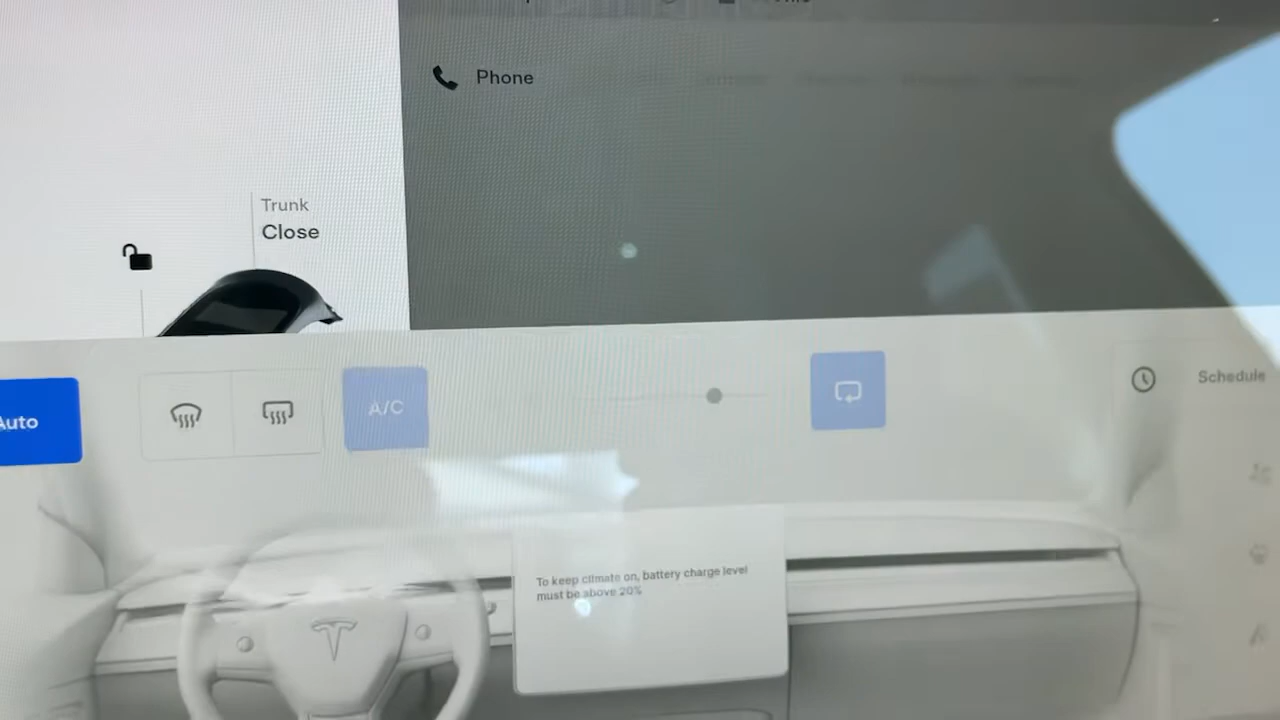 Phone
Trunk
Close
Auto
A/C
Schedule
To keep climate on, battery charge level
must be above 20%